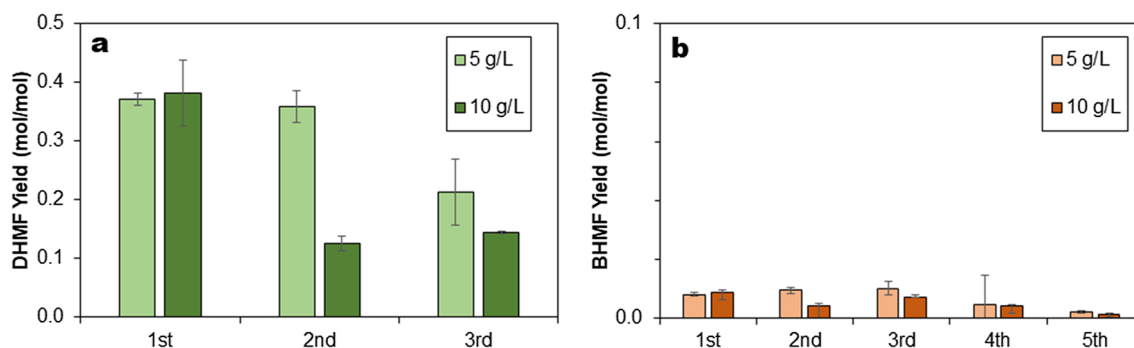 a
DHMF Yield (mol/mol)
0.5
0.4
0.3
0.2
0.1
0.0
5 g/L
10 g/L
1st 2nd 3rd
b
BHMF Yield (mol/mol)
0.1
0.0
5 g/L
10 g/L
1st 2nd 3rd 4th 5th